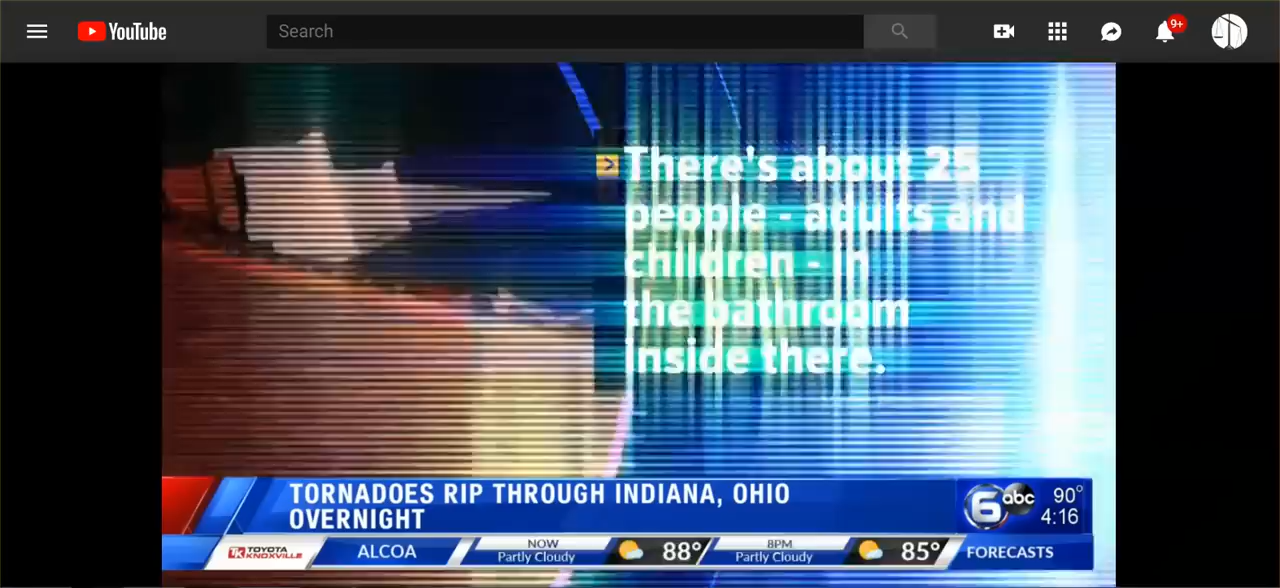 YouTube
Search
9+
There's about 25
people - adults and
children - in
the bathroom
inside there.
TORNADOES RIP THROUGH INDIANA, OHIO
OVERNIGHT
6 abc 90°
4:16
TOYOTA
KNOXVILLE
ALCOA
NOW
Partly Cloudy
88°
8PM
Partly Cloudy
85°
FORECASTS